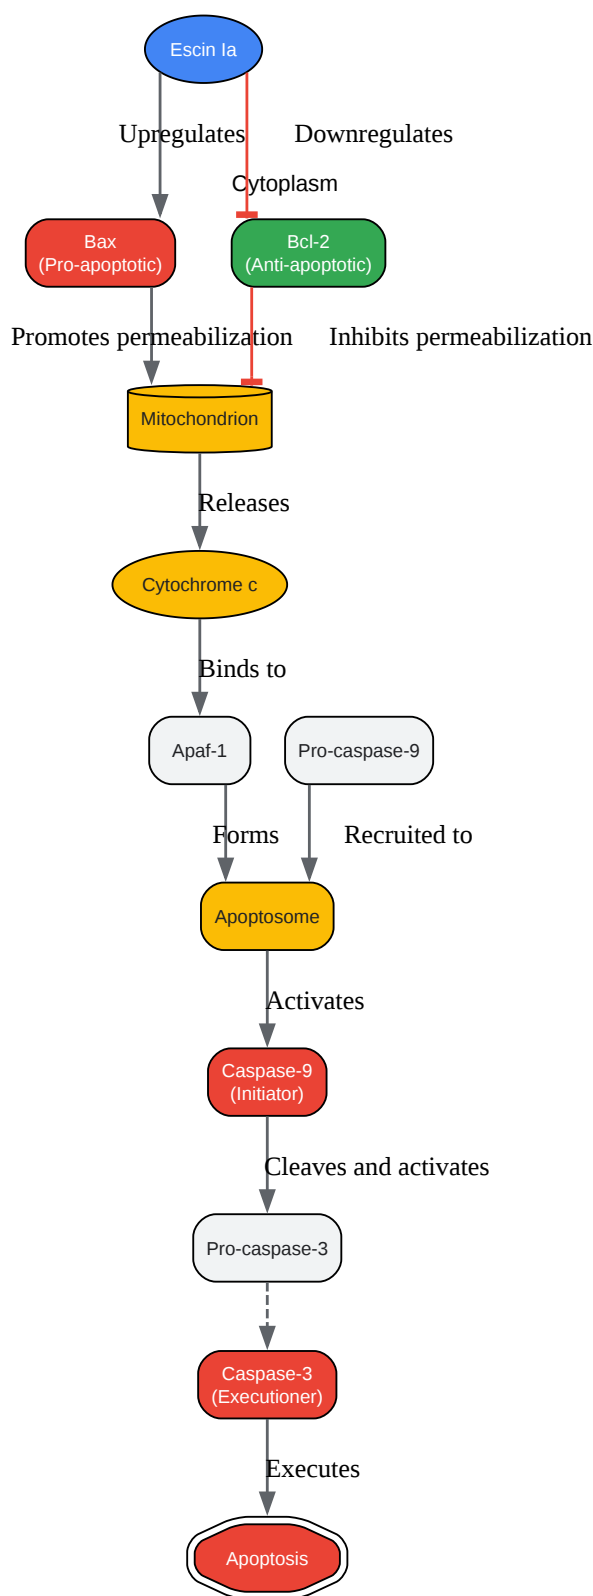 Escin Ia
Upregulates
Downregulates
Cytoplasm
Bax
(Pro-apoptotic)
Bcl-2
(Anti-apoptotic)
Promotes permeabilization
Inhibits permeabilization
Mitochondrion
Releases
Cytochrome c
Binds to
Apaf-1
Pro-caspase-9
Forms
Recruited to
Apoptosome
Activates
Caspase-9
(Initiator)
Cleaves and activates
Pro-caspase-3
Caspase-3
(Executioner)
Executes
Apoptosis